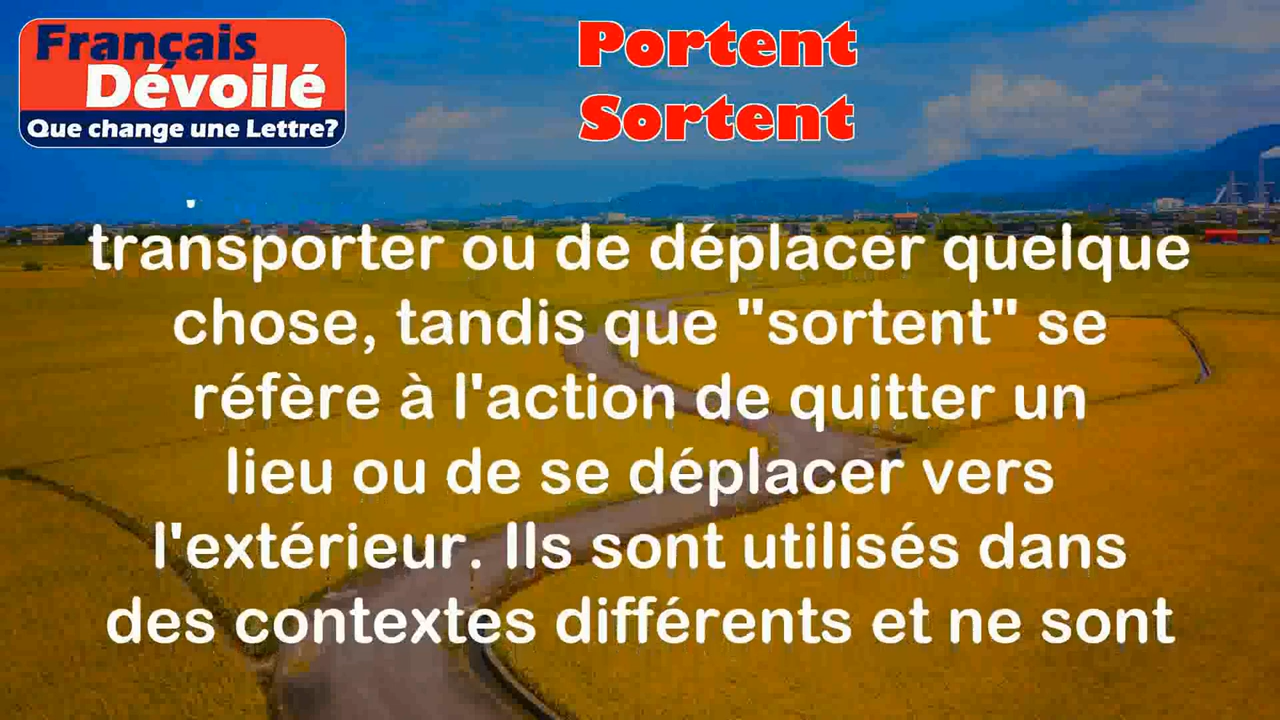 Français
Dévoilé
Que change une Lettre?
Portent
Sortent
transporter ou de déplacer quelque
chose, tandis que "sortent" se
réfère à l'action de quitter un
lieu ou de se déplacer vers
l'extérieur. Ils sont utilisés dans
des contextes différents et ne sont